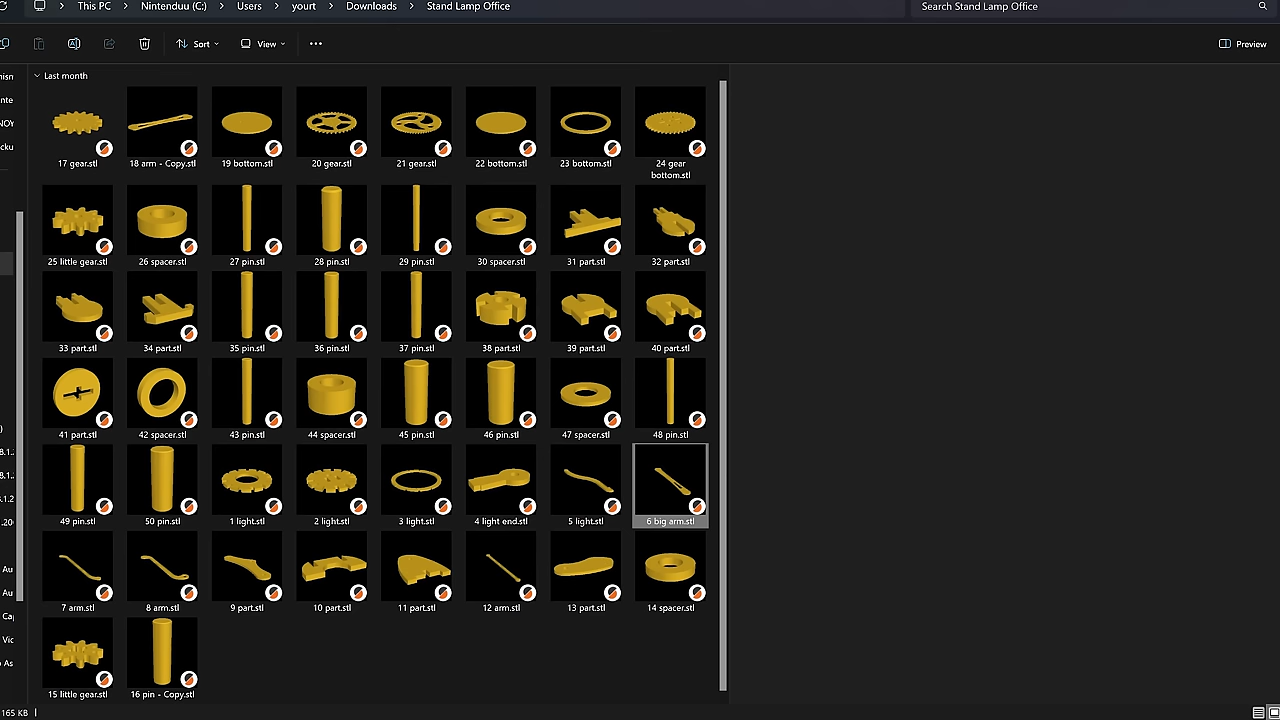 This PC > Nintenduu (C:) > Users > yourt > Downloads > Stand Lamp Office
Search Stand Lamp Office
Sort
View
Preview
Last month
17 gear.stl
18 arm - Copy.stl
19 bottom.stl
20 gear.stl
21 gear.stl
22 bottom.stl
23 bottom.stl
24 gear
bottom.stl
25 little gear.stl
26 spacer.stl
27 pin.stl
28 pin.stl
29 pin.stl
30 spacer.stl
31 part.stl
32 part.stl
33 part.stl
34 part.stl
35 pin.stl
36 pin.stl
37 pin.stl
38 part.stl
39 part.stl
40 part.stl
41 part.stl
42 spacer.stl
43 pin.stl
44 spacer.stl
45 pin.stl
46 pin.stl
47 spacer.stl
48 pin.stl
49 pin.stl
50 pin.stl
1 light.stl
2 light.stl
3 light.stl
4 light end.stl
5 light.stl
6 big arm.stl
7 arm.stl
8 arm.stl
9 part.stl
10 part.stl
11 part.stl
12 arm.stl
13 part.stl
14 spacer.stl
15 little gear.stl
16 pin - Copy.stl
165 KB